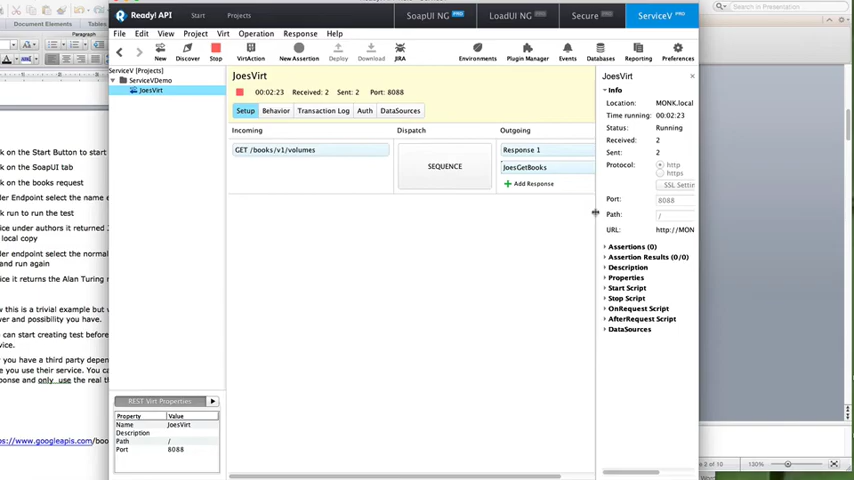 Ready! API
Start
Projects
SoapUI NG PRO
LoadUI NG PRO
Secure PRO
ServiceV PRO
Search in Presentation
Document Elements
Tables
File Edit View Project Virt Operation Response Help
Paragraph
New
Discover
Stop
VirtAction
New Assertion
Deploy
Download
JIRA
Environments
Plugin Manager
Events
Databases
Reporting
Preferences
ServiceV [Projects]
ServiceVDemo
JoesVirt
JoesVirt
00:02:23 Received: 2 Sent: 2 Port: 8088
Setup
Behavior
Transaction Log
Auth
DataSources
Incoming
Dispatch
Outgoing
GET /books/v1/volumes
SEQUENCE
Response 1
JoesGetBooks
Add Response
JoesVirt
Info
Location: MONK.local
Time running: 00:02:23
Status: Running
Received: 2
Sent: 2
Protocol: http
https
SSL Settin
Port: 8088
Path: /
URL: http://MON
Assertions (0)
Assertion Results (0/0)
Description
Properties
Start Script
Stop Script
OnRequest Script
AfterRequest Script
DataSources
k on the Start Button to start
k on the SoapUI tab
k on the books request
der Endpoint select the name
k run to run the test
ice under authors it returned
local copy
der endpoint select the normal
and run again
ice it returns the Alan Turing
w this is a trivial example but
wer and possibility you have.
can start creating test before
vice.
you have a third party depen
e you use their service. You c
ponse and only use the real th
ps://www.googleapis.com/boo
REST Virt Properties
Property Value
Name JoesVirt
Description
Path /
Port 8088
e 2 of 10
130%